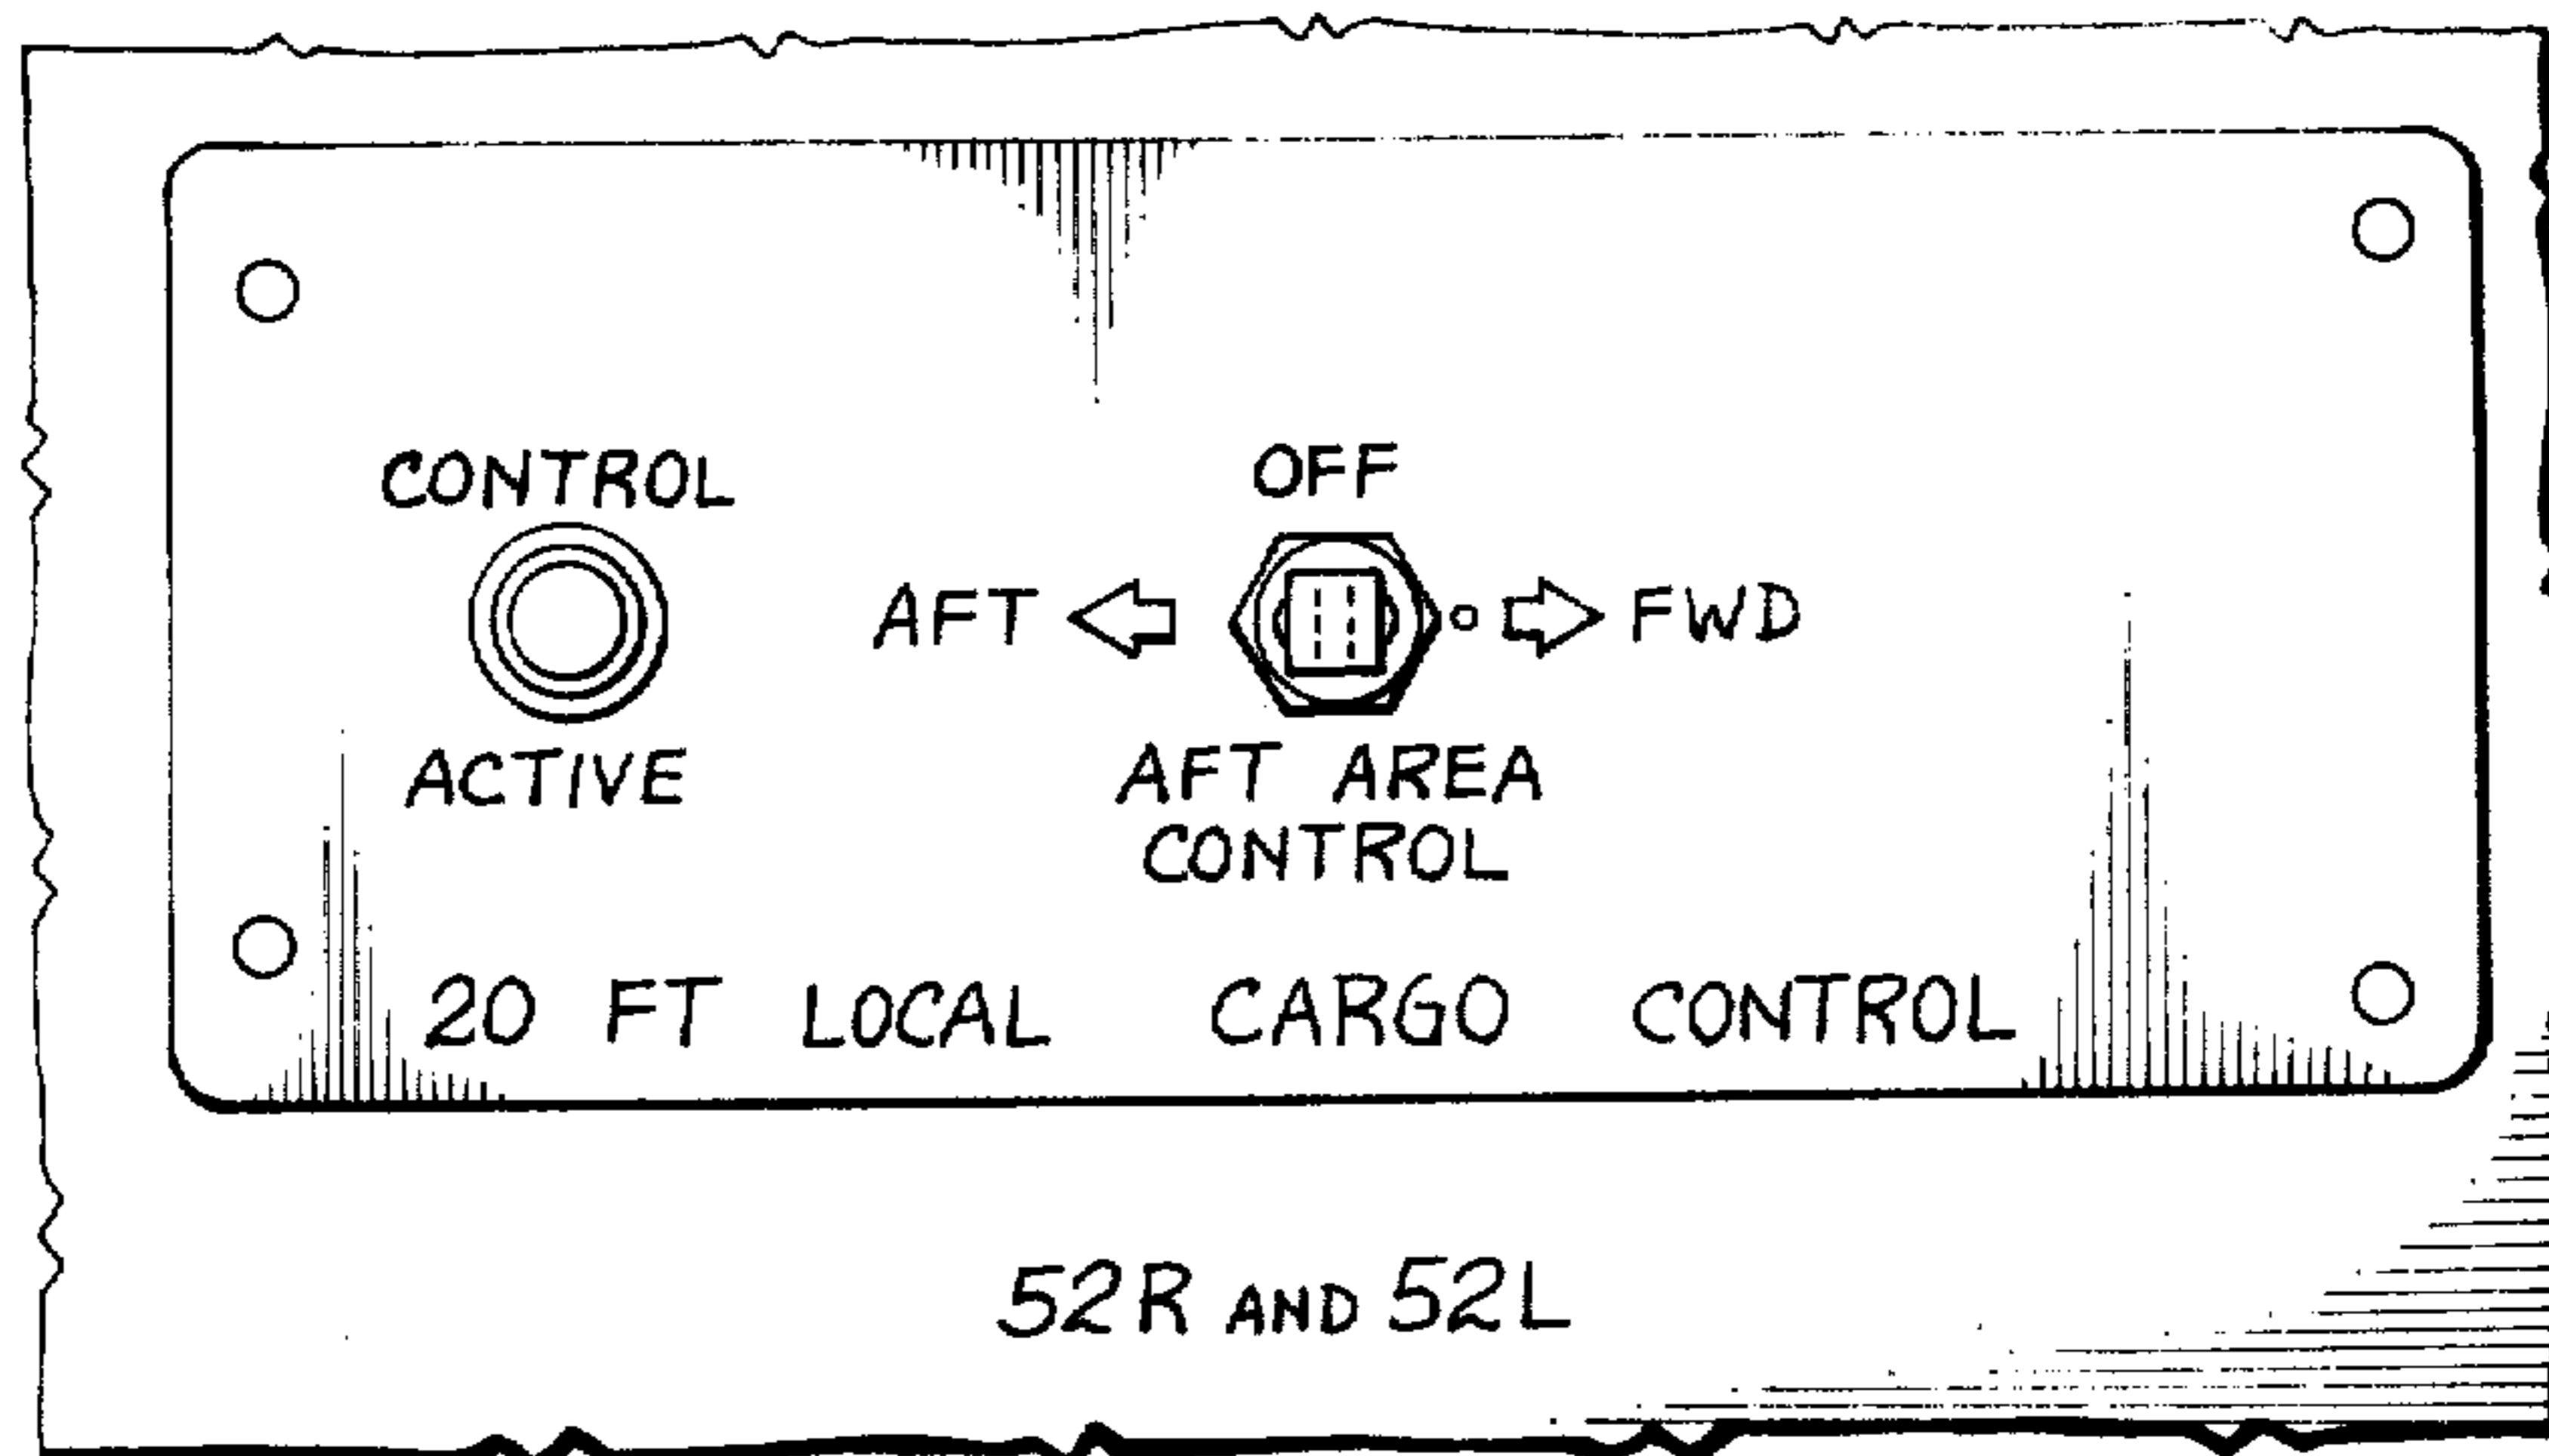 CONTROL
OFF
AFT
FWD
ACTIVE
AFT AREA
CONTROL
20 FT LOCAL CARGO CONTROL
52R AND 52L